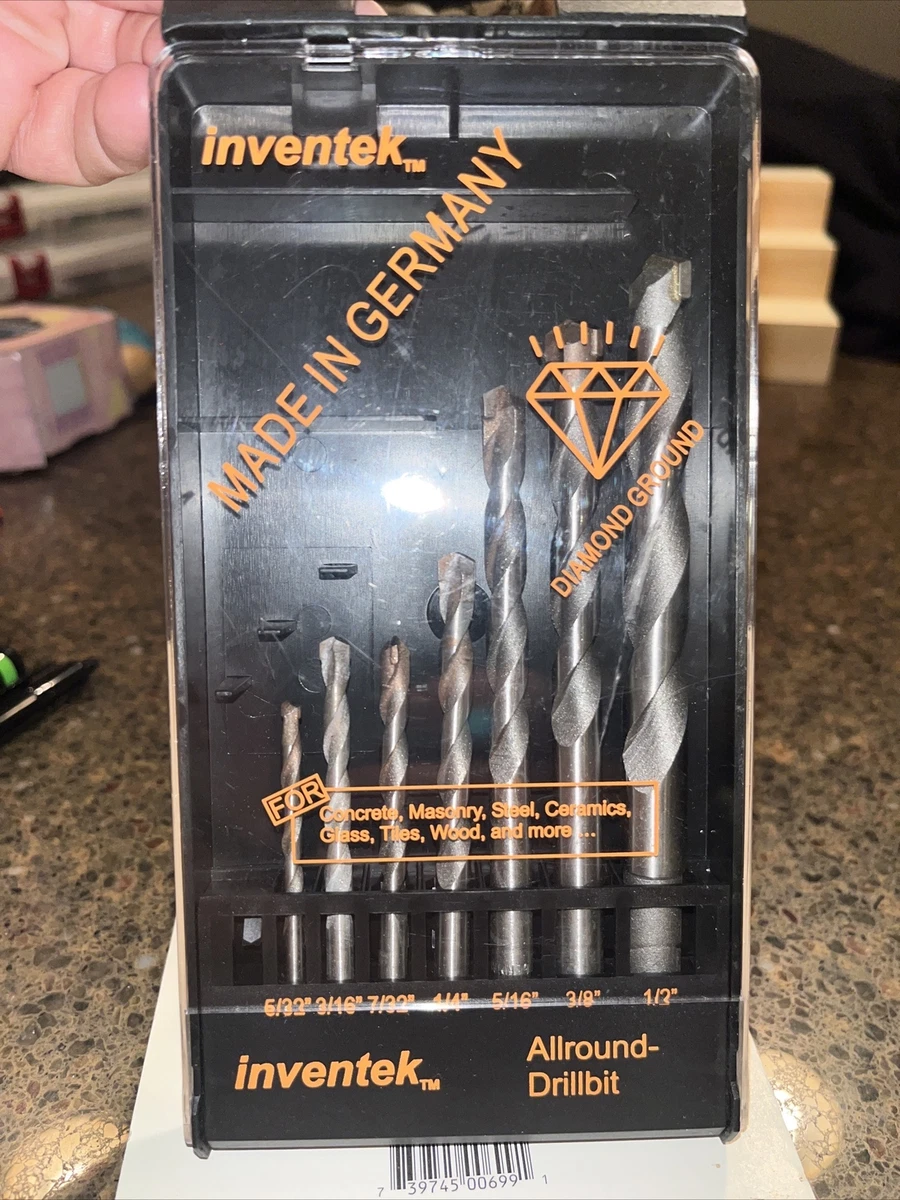 inventek™
MADE IN GERMANY
DIAMOND GROUND
FOR
Concrete, Masonry, Steel, Ceramics,
Glass, Tiles, Wood, and more ...
5/32" 3/16" 7/32" 1/4" 5/16" 3/8" 1/2"
inventek™
Allround-
Drillbit
7 39745 00699 1